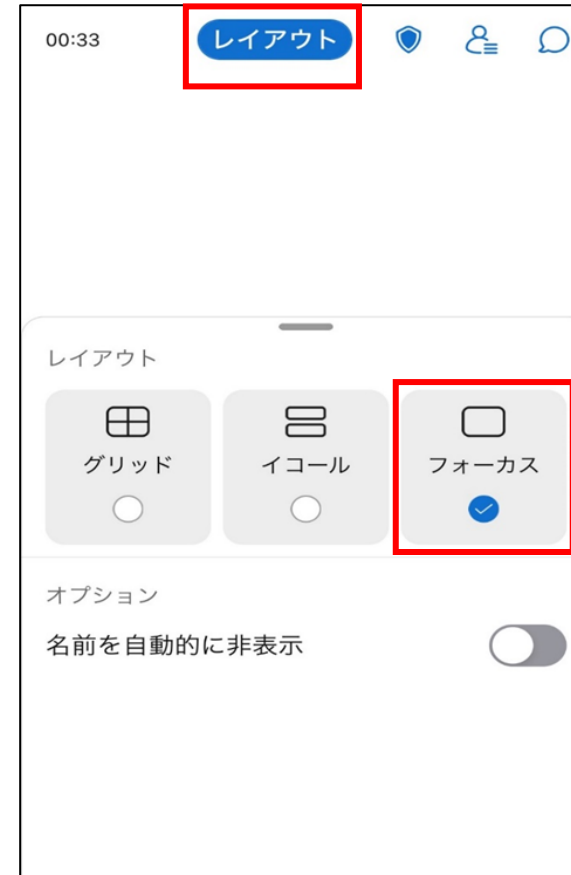 00:33 レイアウト
レイアウト
グリッド イコール フォーカス
オプション
名前を自動的に非表示